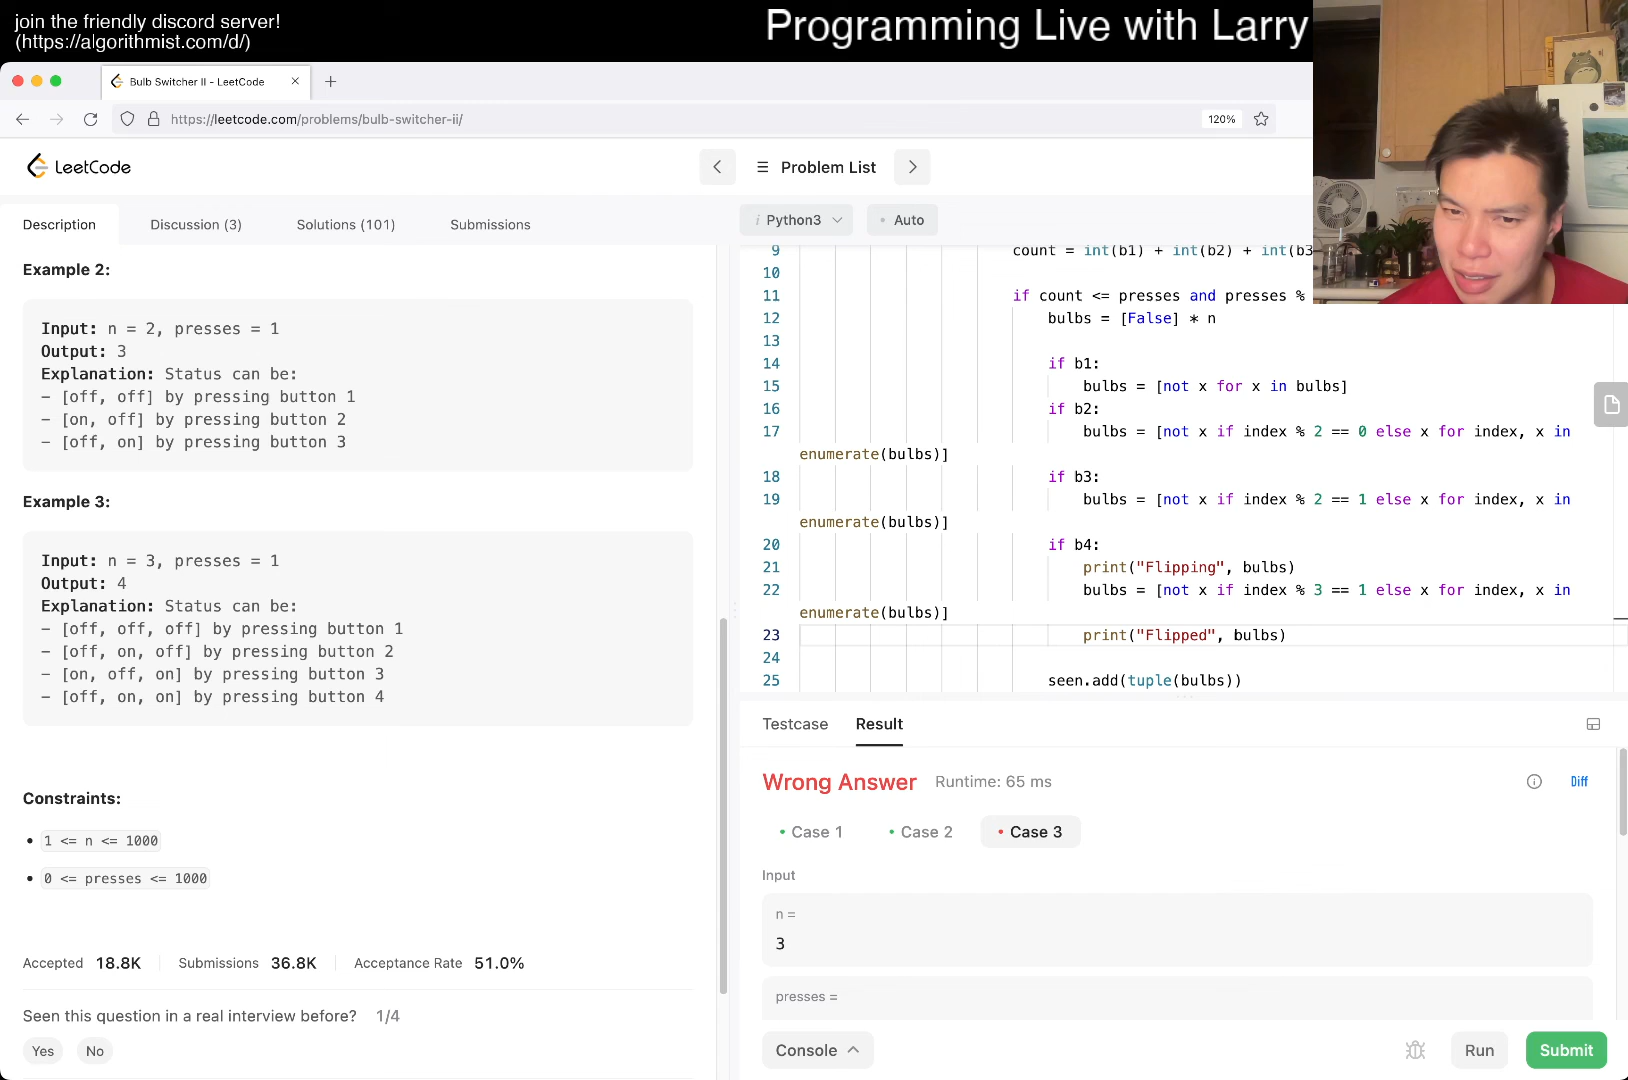 join the friendly discord server!
(https://algorithmist.com/d/)
Programming Live with Larry
Bulb Switcher II - LeetCode
https://leetcode.com/problems/bulb-switcher-ii/
120%
LeetCode
Problem List
Description
Discussion (3)
Solutions (101)
Submissions
Example 2:
Input: n = 2, presses = 1
Output: 3
Explanation: Status can be:
- [off, off] by pressing button 1
- [on, off] by pressing button 2
- [off, on] by pressing button 3
Example 3:
Input: n = 3, presses = 1
Output: 4
Explanation: Status can be:
- [off, off, off] by pressing button 1
- [off, on, off] by pressing button 2
- [on, off, on] by pressing button 3
- [off, on, on] by pressing button 4
Constraints:
• 1 <= n <= 1000
• 0 <= presses <= 1000
Accepted 18.8K
Submissions 36.8K
Acceptance Rate 51.0%
Seen this question in a real interview before? 1/4
Yes
No
i Python3
• Auto
9 count = int(b1) + int(b2) + int(b3
10
11 if count <= presses and presses %
12 bulbs = [False] * n
13
14 if b1:
15 bulbs = [not x for x in bulbs]
16 if b2:
17 bulbs = [not x if index % 2 == 0 else x for index, x in
enumerate(bulbs)]
18 if b3:
19 bulbs = [not x if index % 2 == 1 else x for index, x in
enumerate(bulbs)]
20 if b4:
21 print("Flipping", bulbs)
22 bulbs = [not x if index % 3 == 1 else x for index, x in
enumerate(bulbs)]
23 print("Flipped", bulbs)
24
25 seen.add(tuple(bulbs))
Testcase
Result
Wrong Answer
Runtime: 65 ms
Diff
• Case 1
• Case 2
• Case 3
Input
n =
3
presses =
Console
Run
Submit